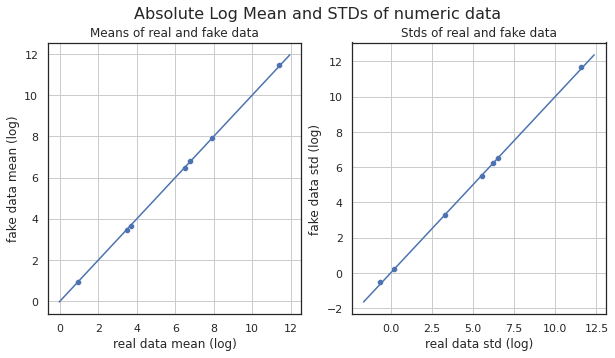 Absolute Log Mean and STDs of numeric data
Means of real and fake data
12
10
8
6
4
2
0
fake data mean (log)
0 2 4 6 8 10 12
real data mean (log)
Stds of real and fake data
12
10
8
6
4
2
0
−2
fake data std (log)
0.0 2.5 5.0 7.5 10.0 12.5
real data std (log)